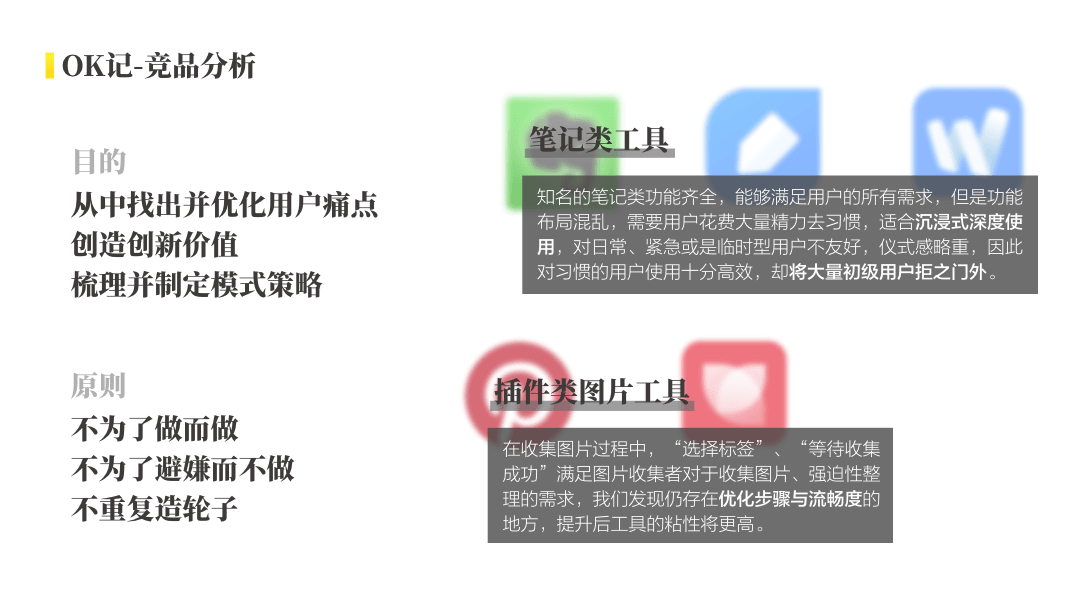 OK记-竞品分析
目的
从中找出并优化用户痛点
创造创新价值
梳理并制定模式策略
原则
不为了做而做
不为了避嫌而不做
不重复造轮子
笔记类工具
知名的笔记类功能齐全，能够满足用户的所有需求，但是功能
布局混乱，需要用户花费大量精力去习惯，适合沉浸式深度使
用，对日常、紧急或是临时型用户不友好，仪式感略重，因此
对习惯的用户使用十分高效，却将大量初级用户拒之门外。
插件类图片工具
在收集图片过程中，“选择标签”、“等待收集
成功”满足图片收集者对于收集图片、强迫性整
理的需求，我们发现仍存在优化步骤与流畅度的
地方，提升后工具的粘性将更高。